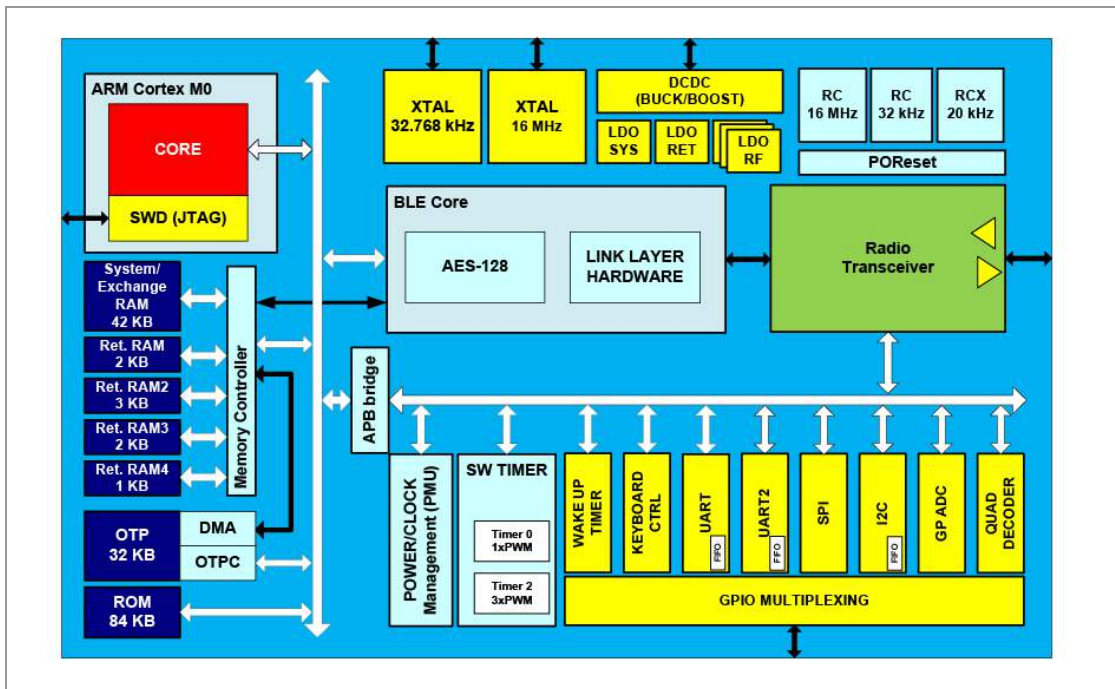 ARM Cortex M0
CORE
SWD (JTAG)
XTAL
32.768 kHz
XTAL
16 MHz
DCDC
(BUCK/BOOST)
LDO
SYS
LDO
RET
LDO
RF
RC
16 MHz
RC
32 kHz
RCX
20 kHz
POReset
BLE Core
AES-128
LINK LAYER
HARDWARE
Radio
Transceiver
System/
Exchange
RAM
42 KB
Ret. RAM
2 KB
Ret. RAM2
3 KB
Ret. RAM3
2 KB
Ret. RAM4
1 KB
Memory Controller
OTP
32 KB
DMA
OTPC
ROM
84 KB
APB bridge
POWER/CLOCK
Management (PMU)
SW TIMER
Timer 0
1xPWM
Timer 2
3xPWM
WAKE UP
TIMER
KEYBOARD
CTRL
UART
FIFO
UART2
FIFO
SPI
I2C
FIFO
GP ADC
QUAD
DECODER
GPIO MULTIPLEXING